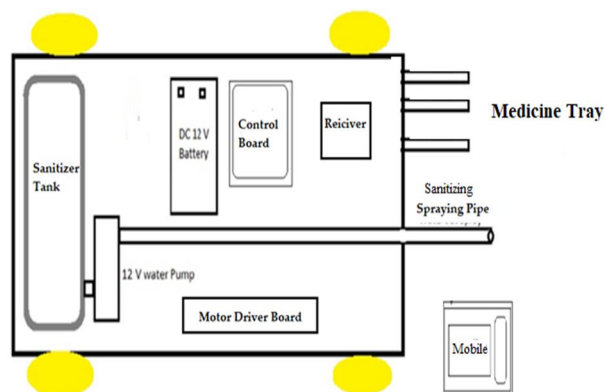 Medicine Tray
DC 12 V
Battery
Control
Board
Reiciver
Sanitizer
Tank
Sanitizing
Spraying Pipe
12 V water Pump
Motor Driver Board
Mobile